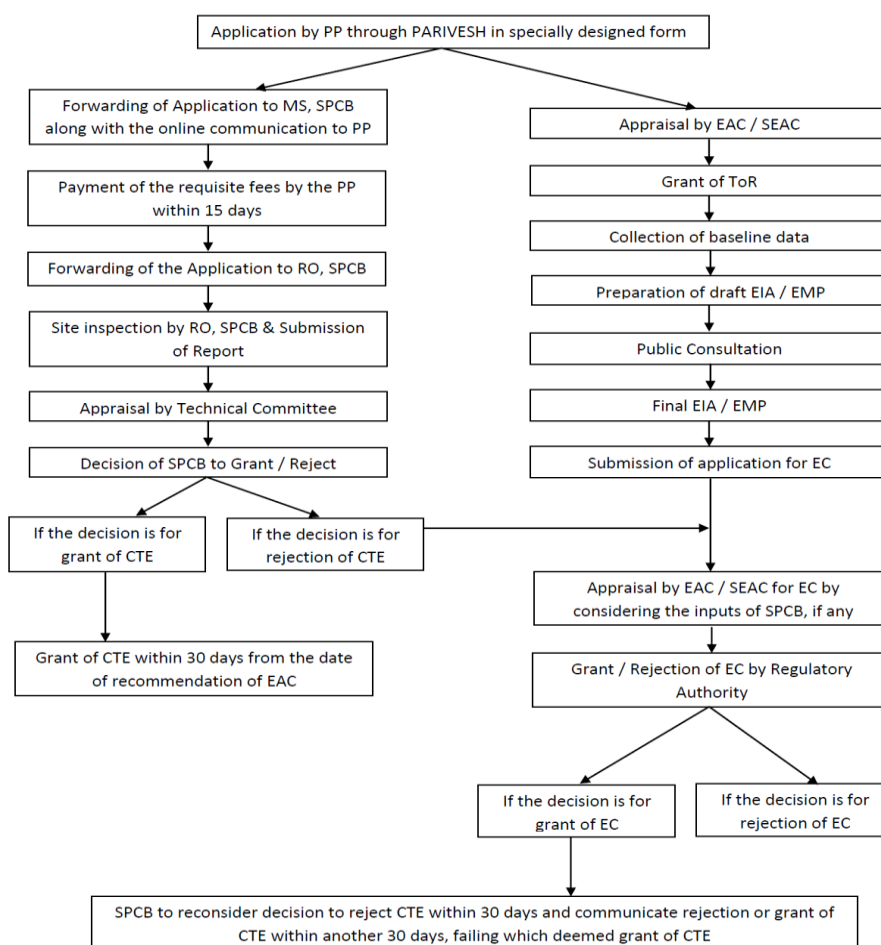 Application by PP through PARIVESH in specially designed form
Forwarding of Application to MS, SPCB
along with the online communication to PP
Payment of the requisite fees by the PP
within 15 days
Forwarding of the Application to RO, SPCB
Site inspection by RO, SPCB & Submission
of Report
Appraisal by Technical Committee
Decision of SPCB to Grant / Reject
If the decision is for
grant of CTE
If the decision is for
rejection of CTE
Grant of CTE within 30 days from the date
of recommendation of EAC
Appraisal by EAC / SEAC
Grant of ToR
Collection of baseline data
Preparation of draft EIA / EMP
Public Consultation
Final EIA / EMP
Submission of application for EC
Appraisal by EAC / SEAC for EC by
considering the inputs of SPCB, if any
Grant / Rejection of EC by Regulatory
Authority
If the decision is for
grant of EC
If the decision is for
rejection of EC
SPCB to reconsider decision to reject CTE within 30 days and communicate rejection or grant of
CTE within another 30 days, failing which deemed grant of CTE